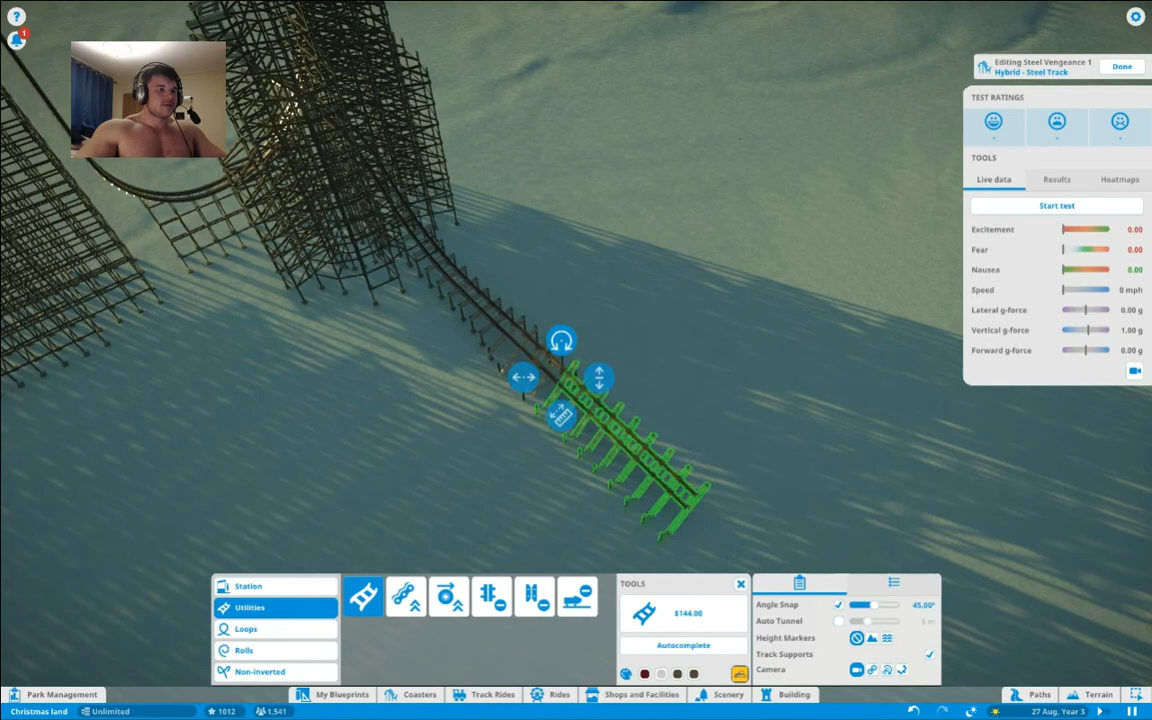 ?
1
Editing Steel Vengeance 1
Hybrid - Steel Track
Done
TEST RATINGS
- - -
TOOLS
Live data Results Heatmaps
Start test
Excitement 0.00
Fear 0.00
Nausea 0.00
Speed 0 mph
Lateral g-force 0.00 g
Vertical g-force 1.00 g
Forward g-force 0.00 g
Station
Utilities
Loops
Rolls
Non-inverted
TOOLS
$144.00
Autocomplete
Angle Snap 45.00°
Auto Tunnel 5 m
Height Markers
Track Supports
Camera
Park Management My Blueprints Coasters Track Rides Rides Shops and Facilities Scenery Building Paths Terrain
Christmas land Unlimited 1012 1,541 27 Aug, Year 3